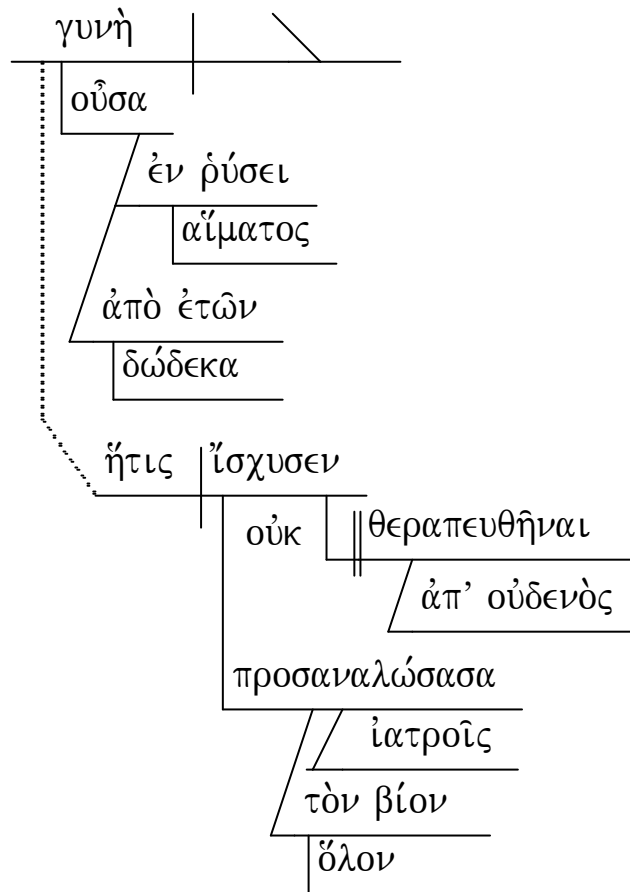 γυνὴ
οὖσα
ἐν ῥύσει
αἵματος
ἀπὸ ἐτῶν
δώδεκα
ἥτις ἴσχυσεν
οὐκ θεραπευθῆναι
ἀπ’ οὐδενὸς
προσαναλώσασα
ἰατροῖς
τὸν βίον
ὅλον